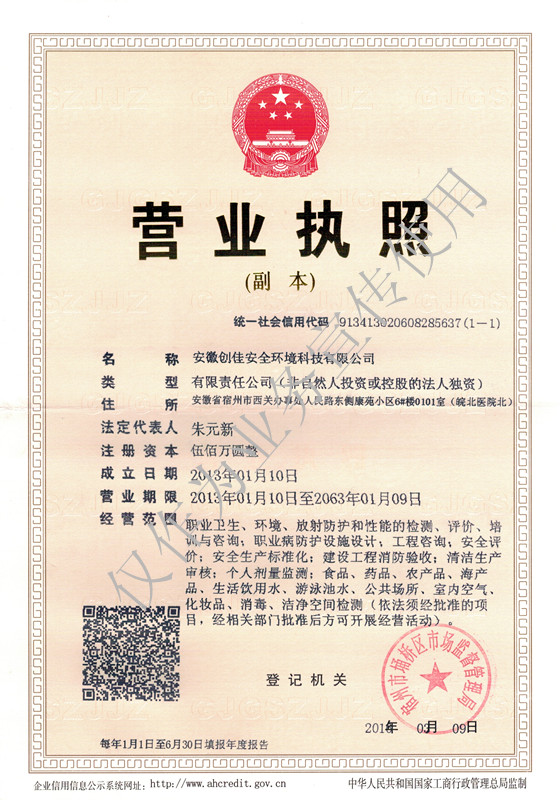 营业执照
(副 本)
统一社会信用代码 913413020608285637(1-1)
名 称 安徽创佳安全环境科技有限公司
类 型 有限责任公司（非自然人投资或控股的法人独资）
住 所 安徽省宿州市西关办事处人民路东侧康苑小区6#楼0101室（皖北医院北）
法定代表人 朱元新
注册资本 伍佰万圆整
成立日期 2013年01月10日
营业期限 2013年01月10日至2063年01月09日
经营范围 职业卫生、环境、放射防护和性能的检测、评价、培
训与咨询；职业病防护设施设计；工程咨询；安全评
价；安全生产标准化；建设工程消防验收；清洁生产
审核；个人剂量监测；食品、药品、农产品、海产
品、生活饮用水、游泳池水、公共场所、室内空气、
化妆品、消毒、洁净空间检测（依法须经批准的项
目，经相关部门批准后方可开展经营活动）。
仅作为业务宣传使用
登记机关
宿州市埇桥区市场监督管理局
年 03月 09日
每年1月1日至6月30日填报年度报告
企业信用信息公示系统网址：http://www.ahcredit.gov.cn
中华人民共和国国家工商行政管理总局监制